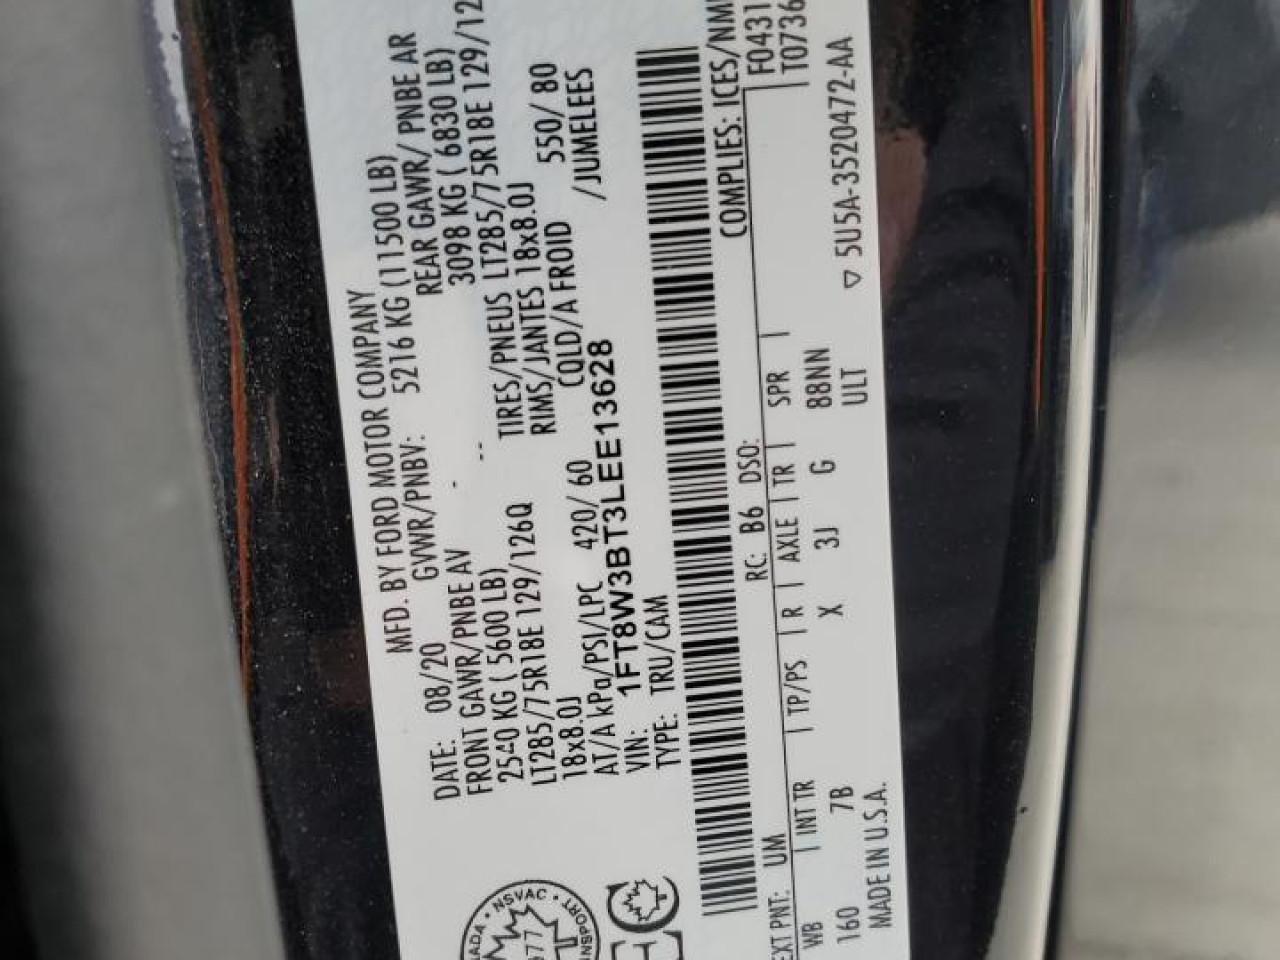 MFD. BY FORD MOTOR COMPANY
DATE: 08/20 GVWR/PNBV: 5216 KG (11500 LB)
FRONT GAWR/PNBE AV REAR GAWR/ PNBE AR
2540 KG ( 5600 LB) - -- 3098 KG ( 6830 LB)
LT285/75R18E 129/126Q TIRES/PNEUS LT285/75R18E 129/12
18x8.0J RIMS/JANTES 18x8.0J
AT/A kPa/PSI/LPC 420/ 60 COLD/A FROID 550/ 80
VIN: 1FT8W3BT3LEE13628 /JUMELEES
TYPE: TRU/CAM
NSVAC
COMPLIES: ICES/NM
EXT PNT: UM RC: B6 DSO: F0431
WB | INT TR | TP/PS | R | AXLE | TR | SPR | T0736
160 7B X 3J G 88NN
MADE IN U.S.A. ULT ▽ 5U5A-3520472-AA